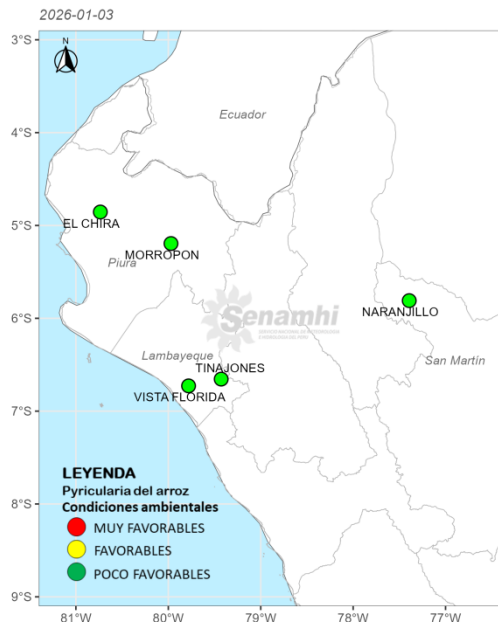 2026-01-03
3°S
4°S
5°S
6°S
7°S
8°S
9°S
N
Ecuador
EL CHIRA
MORROPON
Piura
NARANJILLO
Senamhi
Lambayeque
TINAJONES
San Martín
VISTA FLORIDA
LEYENDA
Pyricularia del arroz
Condiciones ambientales
MUY FAVORABLES
FAVORABLES
POCO FAVORABLES
81°W
80°W
79°W
78°W
77°W